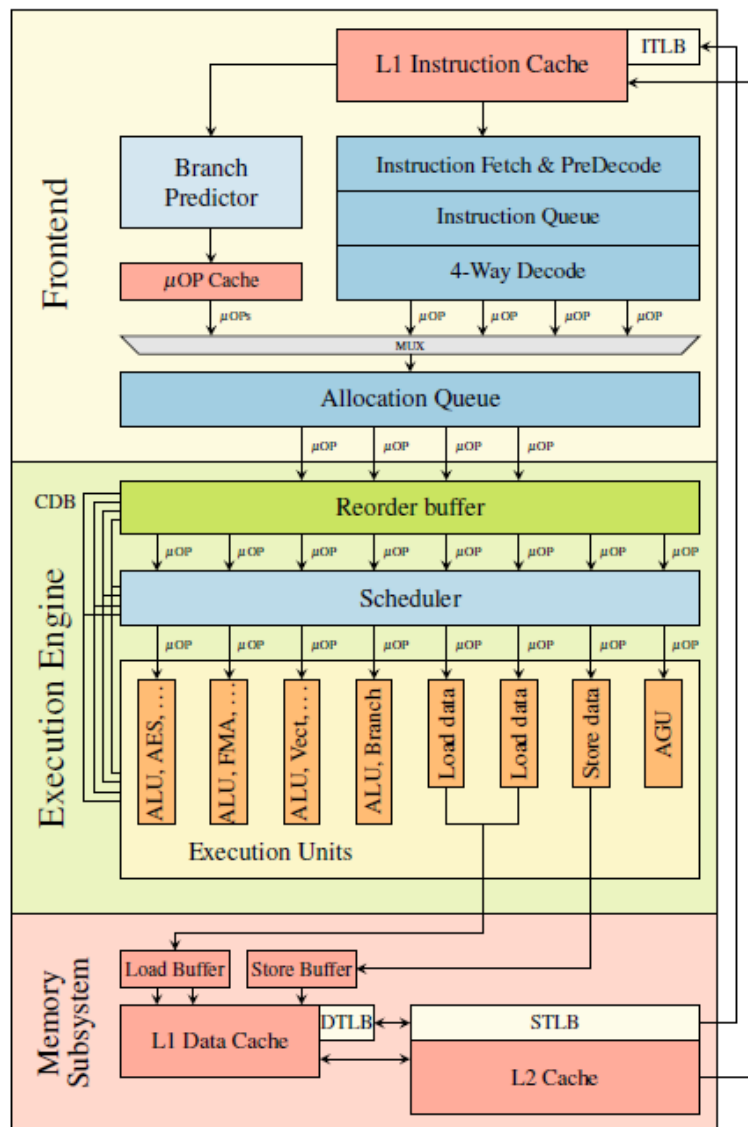 Frontend
L1 Instruction Cache
ITLB
Branch
Predictor
Instruction Fetch & PreDecode
Instruction Queue
4-Way Decode
µOP Cache
µOPs
µOP
µOP
µOP
µOP
MUX
Allocation Queue
µOP
µOP
µOP
µOP
Execution Engine
CDB
Reorder buffer
µOP
µOP
µOP
µOP
µOP
µOP
µOP
µOP
Scheduler
µOP
µOP
µOP
µOP
µOP
µOP
µOP
µOP
ALU, AES, …
ALU, FMA, …
ALU, Vect, …
ALU, Branch
Load data
Load data
Store data
AGU
Execution Units
Memory
Subsystem
Load Buffer
Store Buffer
L1 Data Cache
DTLB
STLB
L2 Cache